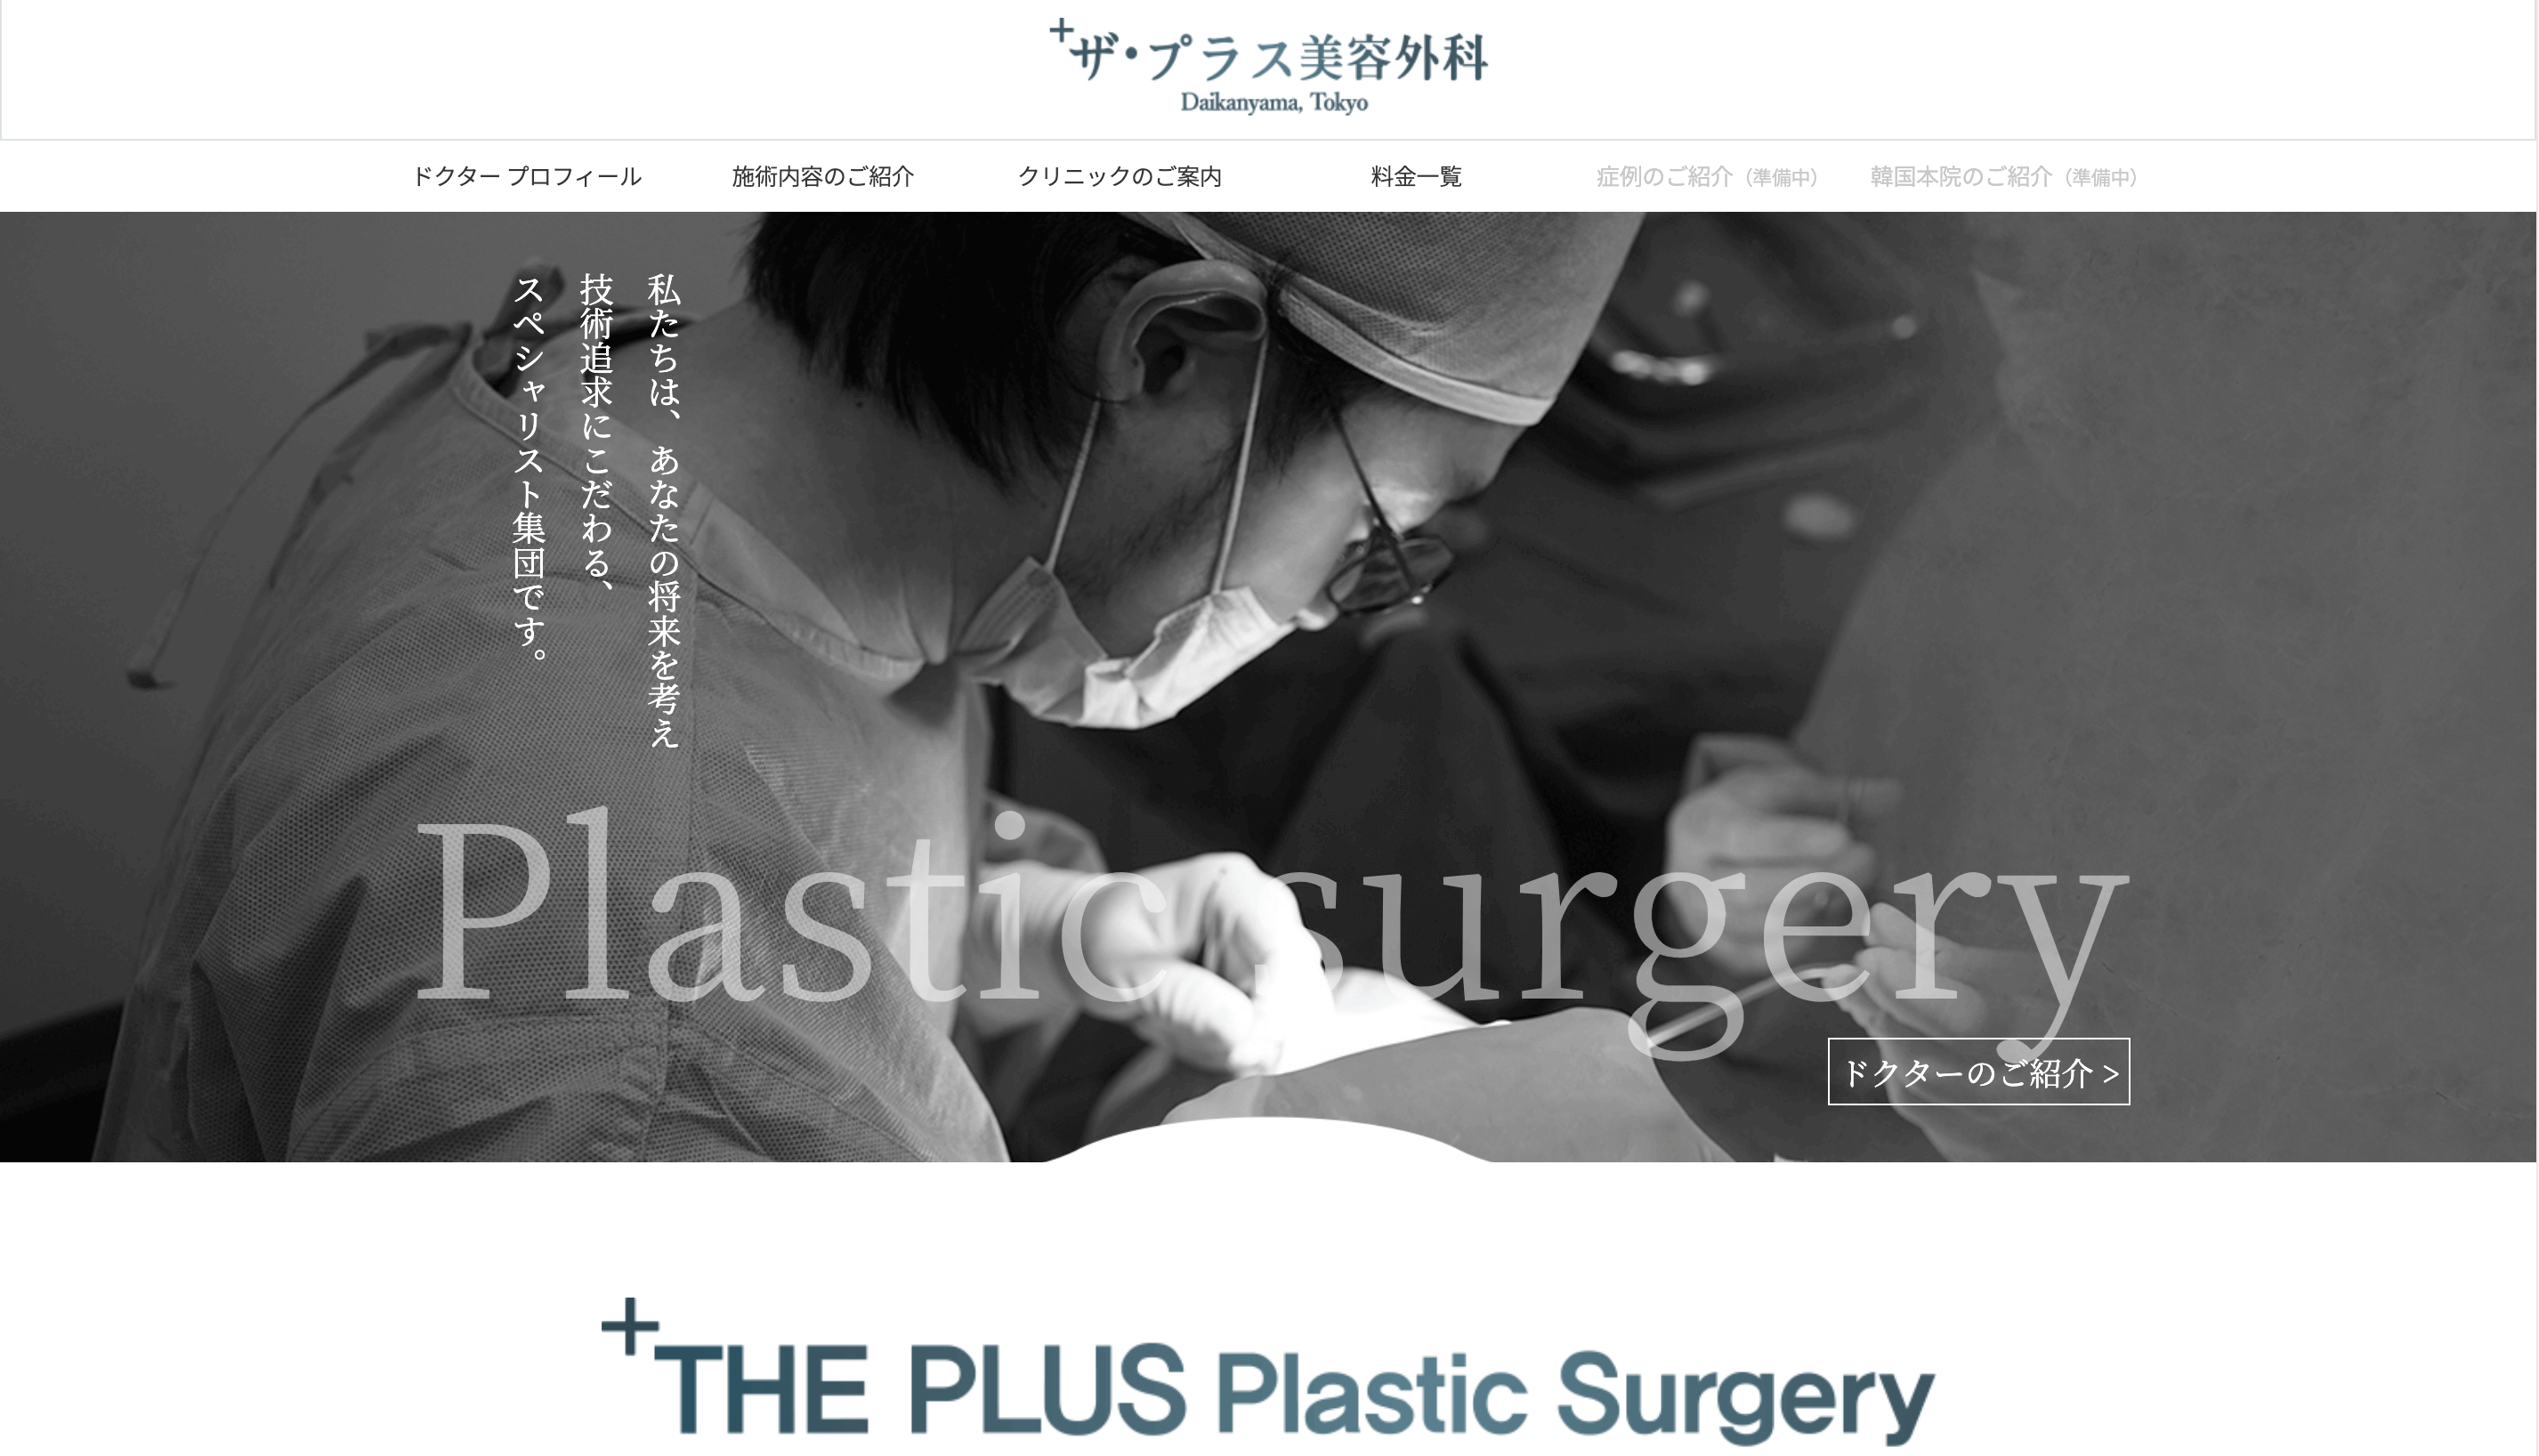 +ザ・プラス美容外科
Daikanyama, Tokyo
ドクター プロフィール
施術内容のご紹介
クリニックのご案内
料金一覧
症例のご紹介（準備中）
韓国本院のご紹介（準備中）
私たちは、あなたの将来を考え
技術追求にこだわる、
スペシャリスト集団です。
Plastic surgery
ドクターのご紹介 >
+THE PLUS Plastic Surgery